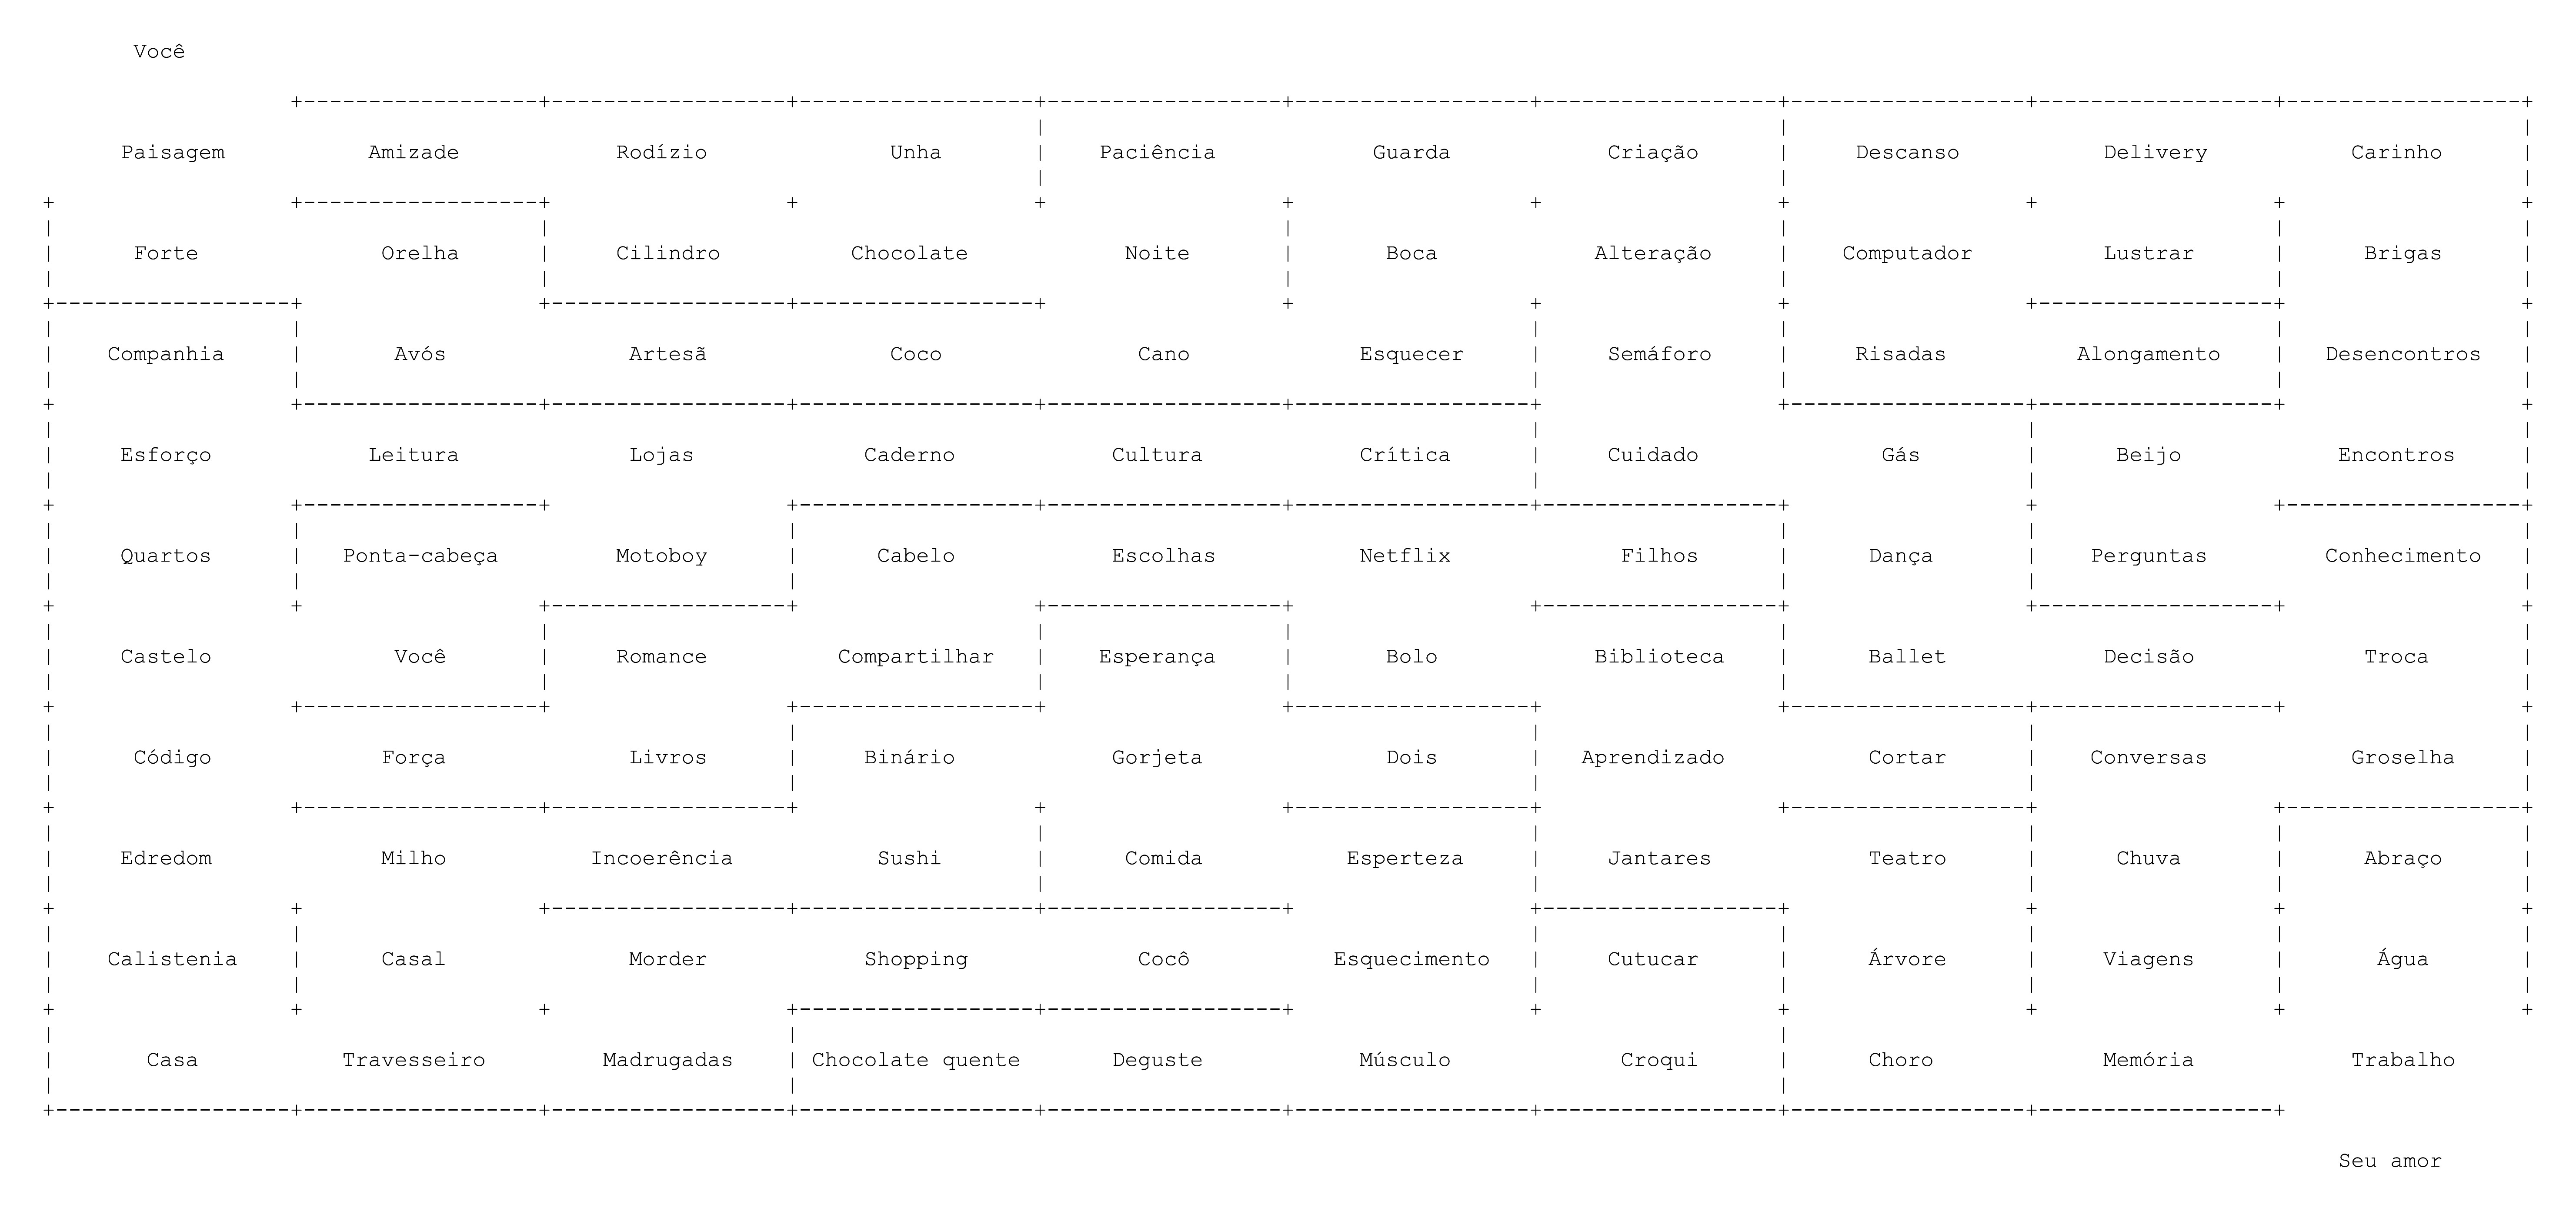 Você
Paisagem Amizade Rodízio Unha Paciência Guarda Criação Descanso Delivery Carinho
Forte Orelha Cilindro Chocolate Noite Boca Alteração Computador Lustrar Brigas
Companhia Avós Artesã Coco Cano Esquecer Semáforo Risadas Alongamento Desencontros
Esforço Leitura Lojas Caderno Cultura Crítica Cuidado Gás Beijo Encontros
Quartos Ponta-cabeça Motoboy Cabelo Escolhas Netflix Filhos Dança Perguntas Conhecimento
Castelo Você Romance Compartilhar Esperança Bolo Biblioteca Ballet Decisão Troca
Código Força Livros Binário Gorjeta Dois Aprendizado Cortar Conversas Groselha
Edredom Milho Incoerência Sushi Comida Esperteza Jantares Teatro Chuva Abraço
Calistenia Casal Morder Shopping Cocô Esquecimento Cutucar Árvore Viagens Água
Casa Travesseiro Madrugadas Chocolate quente Deguste Músculo Croqui Choro Memória Trabalho
Seu amor